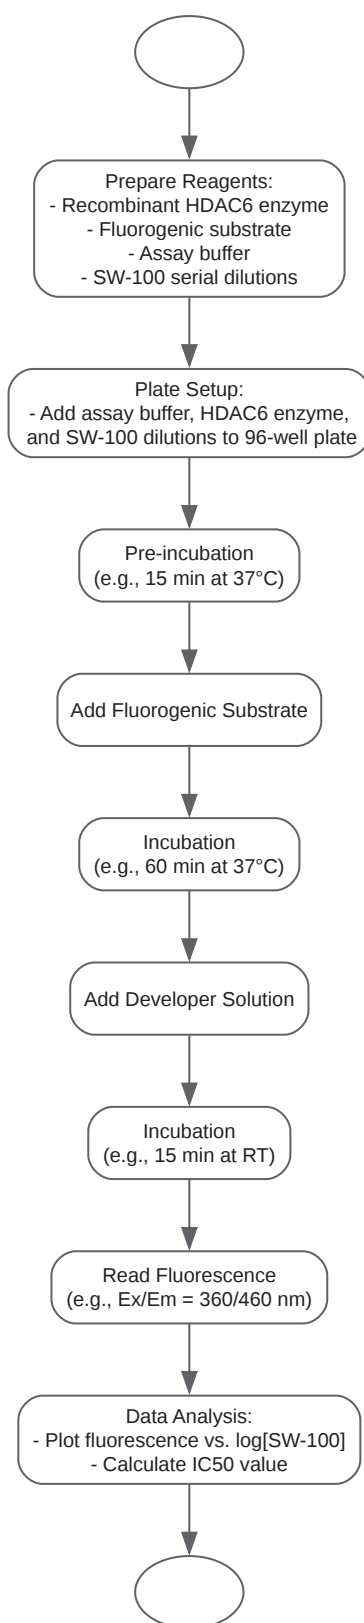 Prepare Reagents:
- Recombinant HDAC6 enzyme
- Fluorogenic substrate
- Assay buffer
- SW-100 serial dilutions
Plate Setup:
- Add assay buffer, HDAC6 enzyme,
and SW-100 dilutions to 96-well plate
Pre-incubation
(e.g., 15 min at 37°C)
Add Fluorogenic Substrate
Incubation
(e.g., 60 min at 37°C)
Add Developer Solution
Incubation
(e.g., 15 min at RT)
Read Fluorescence
(e.g., Ex/Em = 360/460 nm)
Data Analysis:
- Plot fluorescence vs. log[SW-100]
- Calculate IC50 value